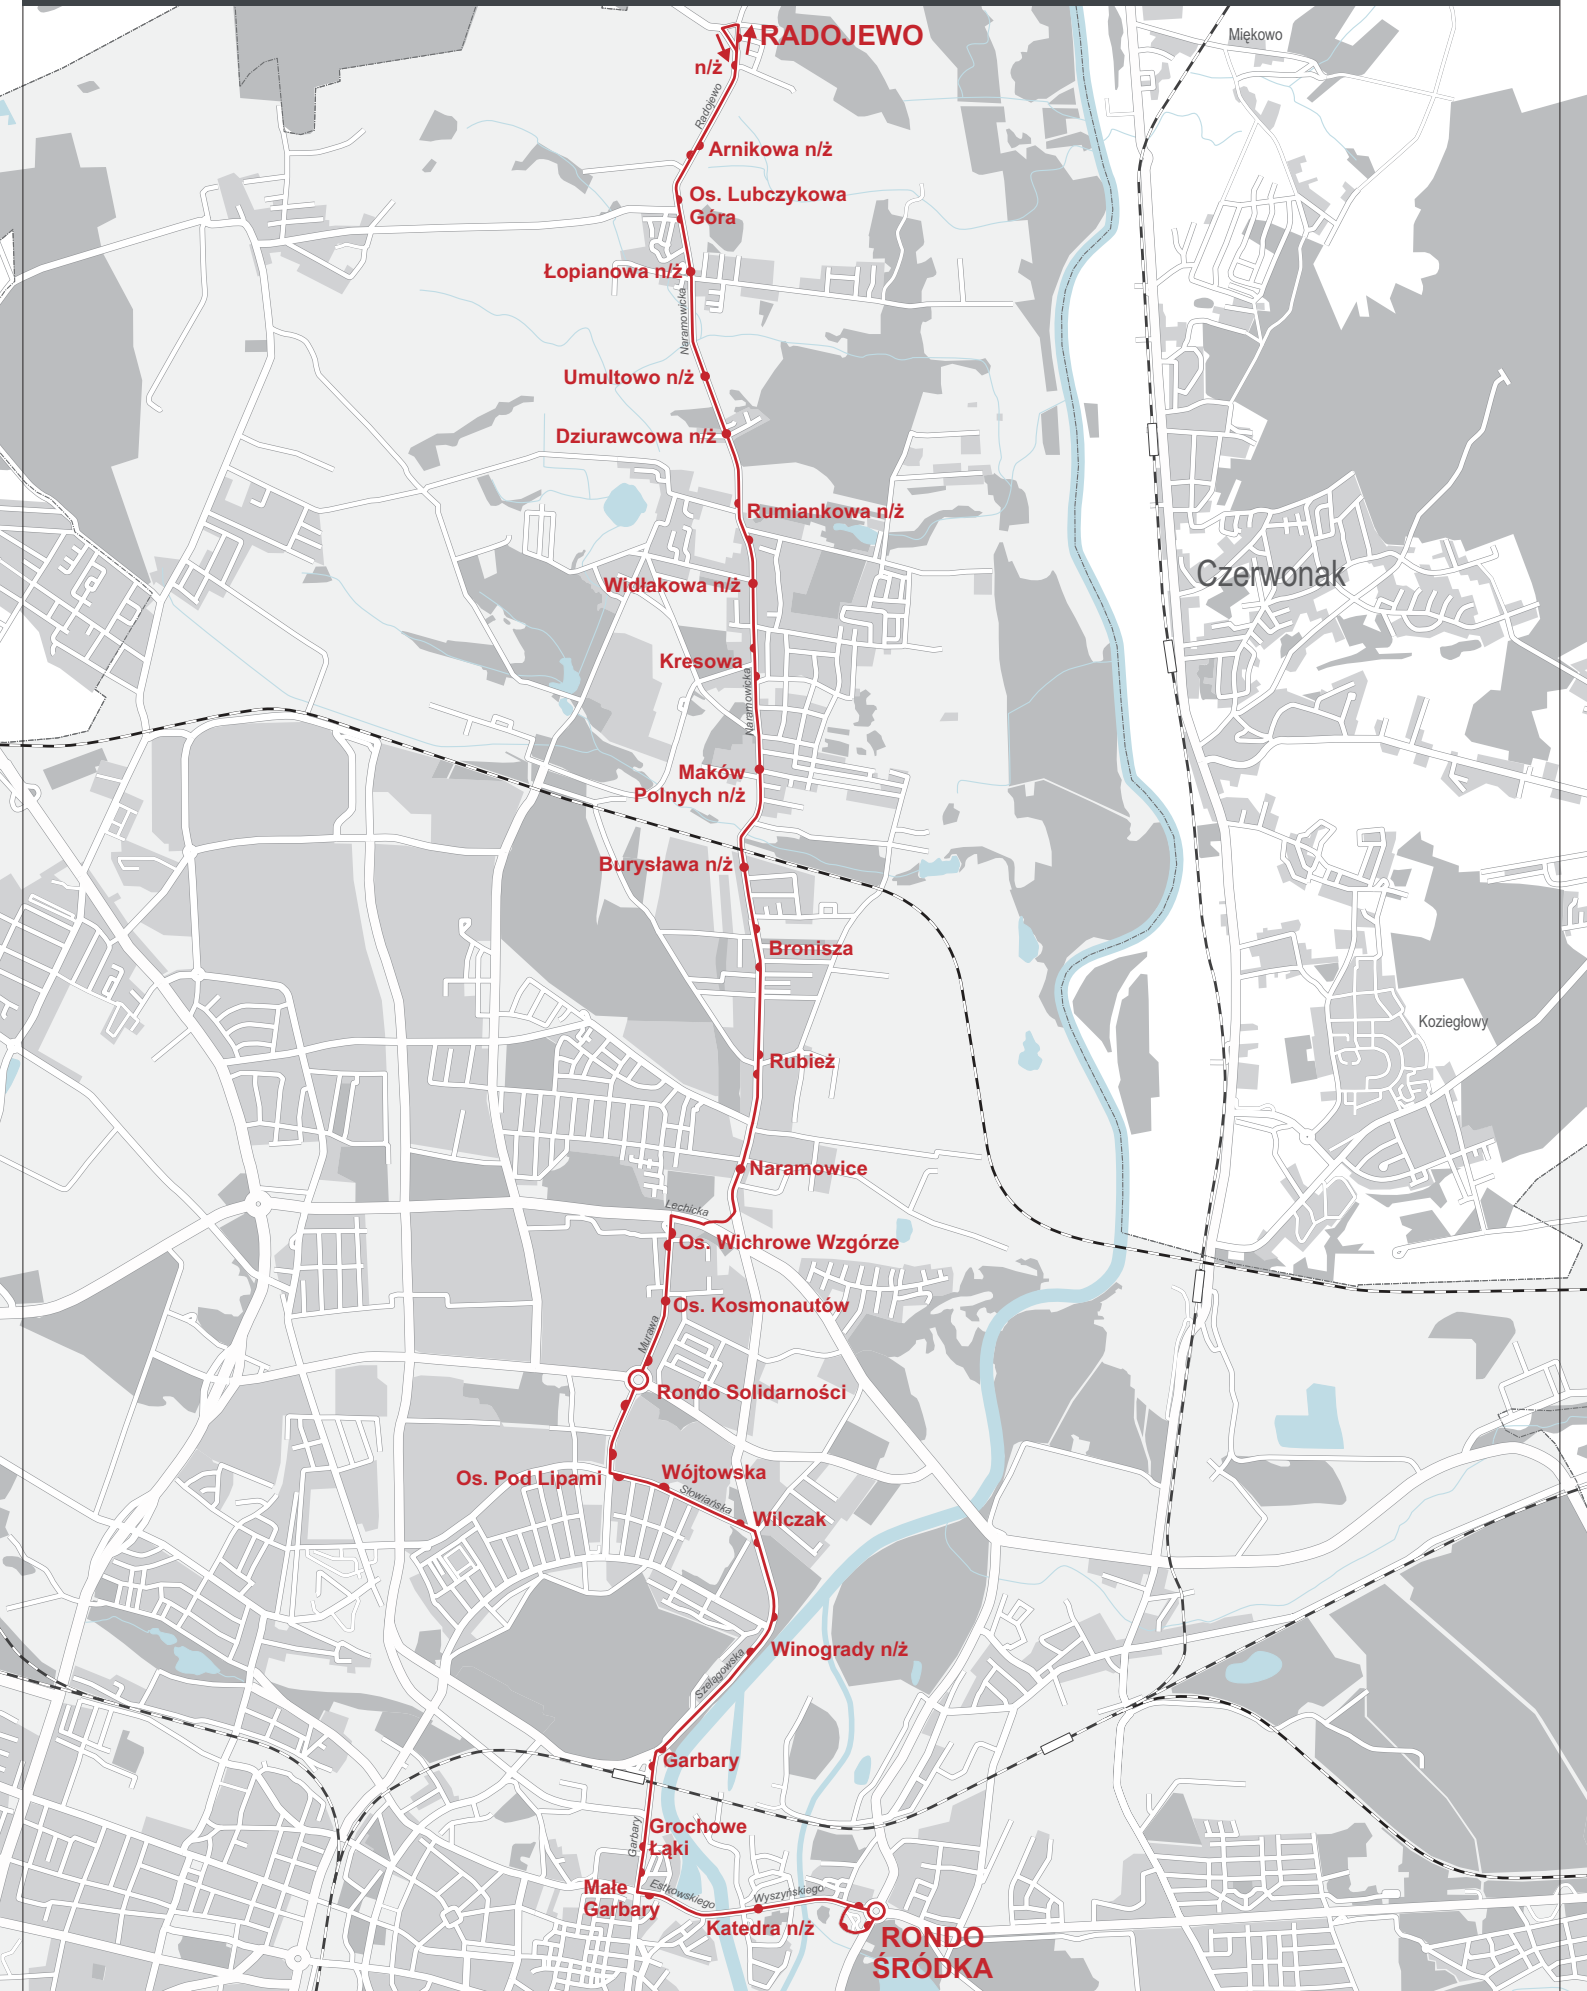 RADOJEWO
Miękowo
n/ż
Radojewo
Arnikowa n/ż
Os. Lubczykowa
Góra
Łopianowa n/ż
Naramowicka
Umultowo n/ż
Dziurawcowa n/ż
Rumiankowa n/ż
Czerwonak
Widłakowa n/ż
Kresowa
Naramowicka
Maków
Polnych n/ż
Burysława n/ż
Bronisza
Koziegłowy
Rubież
Naramowice
Lechicka
Os. Wichrowe Wzgórze
Os. Kosmonautów
Murawa
Rondo Solidarności
Os. Pod Lipami
Wójtowska
Słowiańska
Wilczak
Winogrady n/ż
Szelągowska
Garbary
Garbary
Grochowe
Łąki
Małe
Garbary
Estkowskiego
Wyszyńskiego
Katedra n/ż
RONDO
ŚRÓDKA